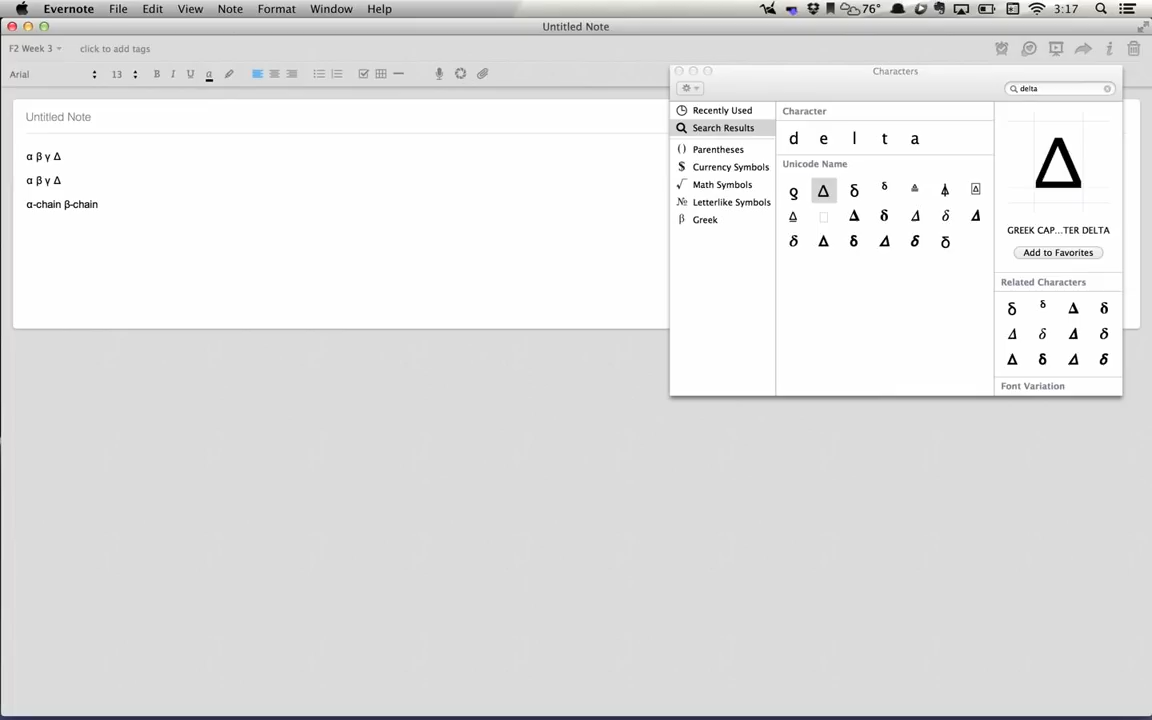 Evernote File Edit View Note Format Window Help 76° 3:17
Untitled Note
F2 Week 3 click to add tags
Arial 13 B I U a
Untitled Note
α β γ Δ
α β γ Δ
α-chain β-chain
Characters
delta
Recently Used
Search Results
() Parentheses
$ Currency Symbols
√ Math Symbols
№ Letterlike Symbols
β Greek
Character
d e l t a
Unicode Name
Δ δ δ
Δ δ Δ δ Δ
δ Δ δ Δ δ
Δ
GREEK CAP...TER DELTA
Add to Favorites
Related Characters
δ δ Δ δ
Δ δ Δ δ
Δ δ Δ δ
Font Variation